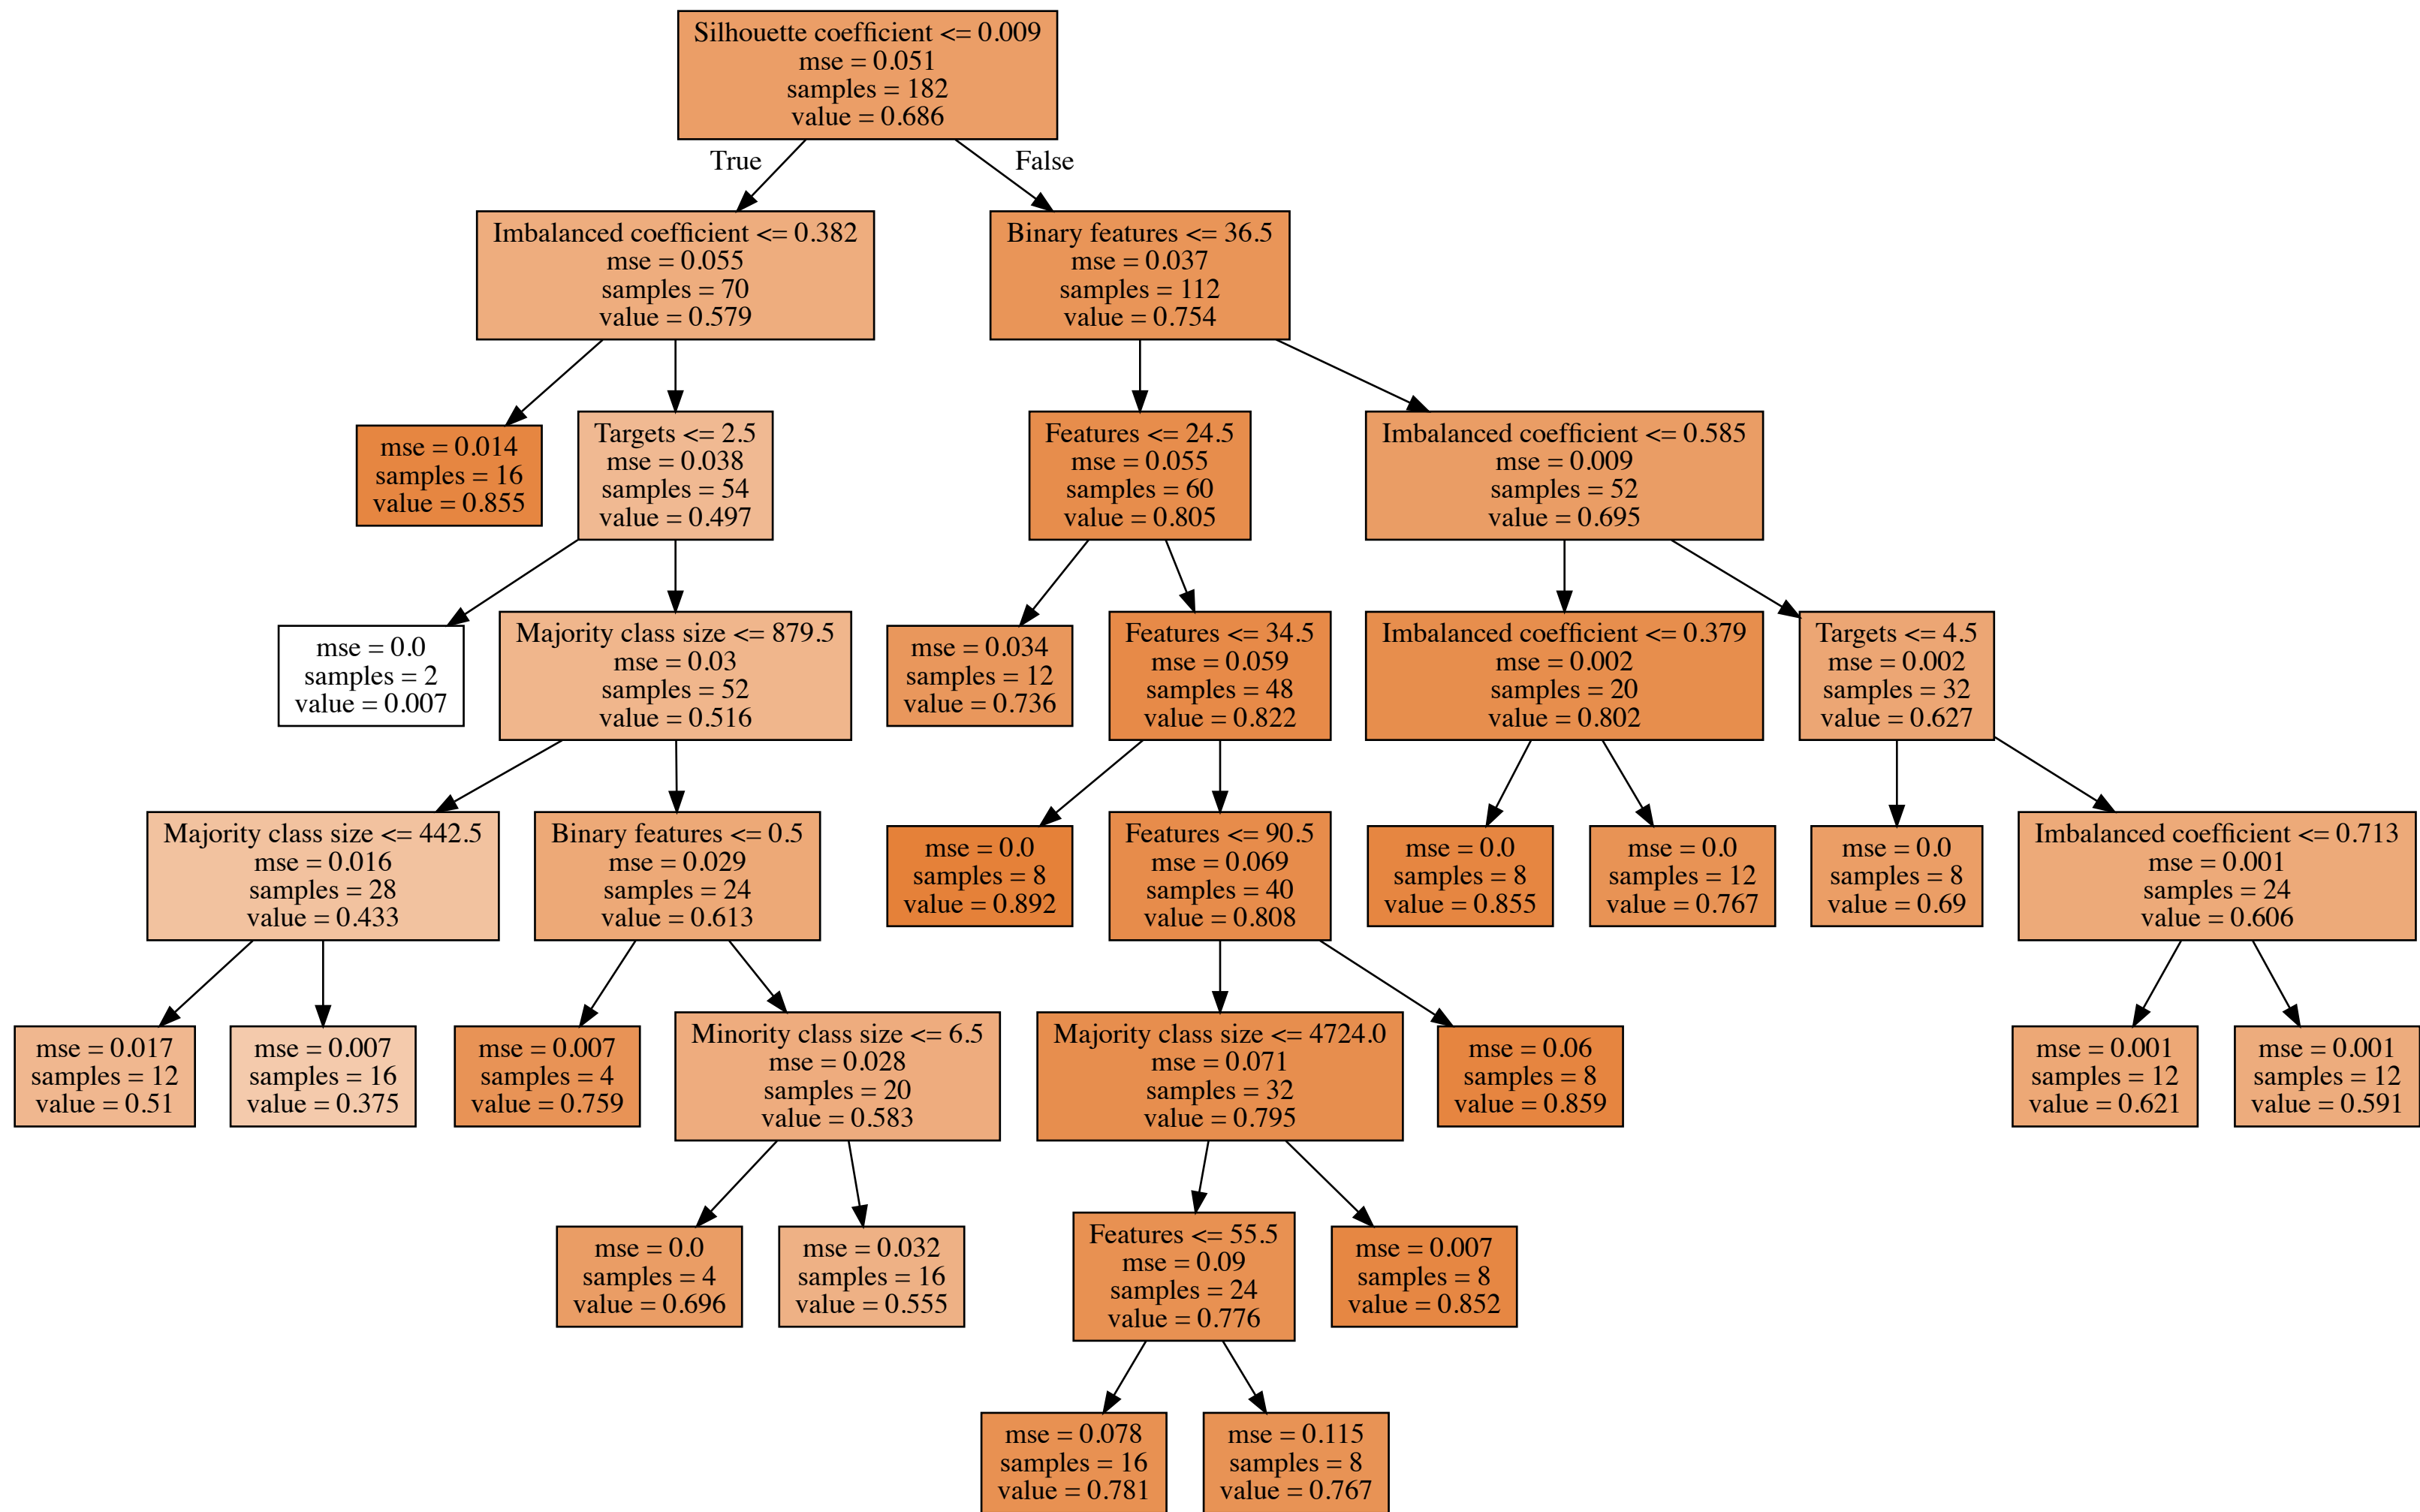 Silhouette coefficient <= 0.009
mse = 0.051
samples = 182
value = 0.686
True
False
Imbalanced coefficient <= 0.382
mse = 0.055
samples = 70
value = 0.579
Binary features <= 36.5
mse = 0.037
samples = 112
value = 0.754
mse = 0.014
samples = 16
value = 0.855
Targets <= 2.5
mse = 0.038
samples = 54
value = 0.497
Features <= 24.5
mse = 0.055
samples = 60
value = 0.805
Imbalanced coefficient <= 0.585
mse = 0.009
samples = 52
value = 0.695
mse = 0.0
samples = 2
value = 0.007
Majority class size <= 879.5
mse = 0.03
samples = 52
value = 0.516
mse = 0.034
samples = 12
value = 0.736
Features <= 34.5
mse = 0.059
samples = 48
value = 0.822
Imbalanced coefficient <= 0.379
mse = 0.002
samples = 20
value = 0.802
Targets <= 4.5
mse = 0.002
samples = 32
value = 0.627
Majority class size <= 442.5
mse = 0.016
samples = 28
value = 0.433
Binary features <= 0.5
mse = 0.029
samples = 24
value = 0.613
mse = 0.0
samples = 8
value = 0.892
Features <= 90.5
mse = 0.069
samples = 40
value = 0.808
mse = 0.0
samples = 8
value = 0.855
mse = 0.0
samples = 12
value = 0.767
mse = 0.0
samples = 8
value = 0.69
Imbalanced coefficient <= 0.713
mse = 0.001
samples = 24
value = 0.606
mse = 0.017
samples = 12
value = 0.51
mse = 0.007
samples = 16
value = 0.375
mse = 0.007
samples = 4
value = 0.759
Minority class size <= 6.5
mse = 0.028
samples = 20
value = 0.583
Majority class size <= 4724.0
mse = 0.071
samples = 32
value = 0.795
mse = 0.06
samples = 8
value = 0.859
mse = 0.001
samples = 12
value = 0.621
mse = 0.001
samples = 12
value = 0.591
mse = 0.0
samples = 4
value = 0.696
mse = 0.032
samples = 16
value = 0.555
Features <= 55.5
mse = 0.09
samples = 24
value = 0.776
mse = 0.007
samples = 8
value = 0.852
mse = 0.078
samples = 16
value = 0.781
mse = 0.115
samples = 8
value = 0.767